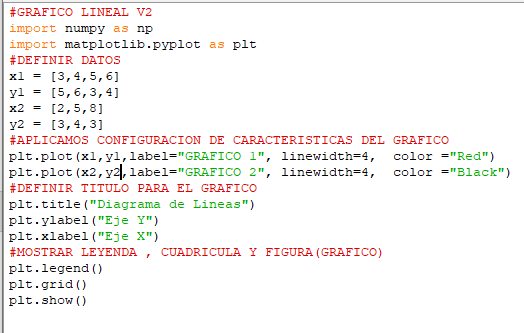 #GRAFICO LINEAL V2
import numpy as np
import matplotlib.pyplot as plt
#DEFINIR DATOS
x1 = [3,4,5,6]
y1 = [5,6,3,4]
x2 = [2,5,8]
y2 = [3,4,3]
#APLICAMOS CONFIGURACION DE CARACTERISTICAS DEL GRAFICO
plt.plot(x1,y1,label="GRAFICO 1", linewidth=4,  color ="Red")
plt.plot(x2,y2,label="GRAFICO 2", linewidth=4,  color ="Black")
#DEFINIR TITULO PARA EL GRAFICO
plt.title("Diagrama de Lineas")
plt.ylabel("Eje Y")
plt.xlabel("Eje X")
#MOSTRAR LEYENDA , CUADRICULA Y FIGURA(GRAFICO)
plt.legend()
plt.grid()
plt.show()